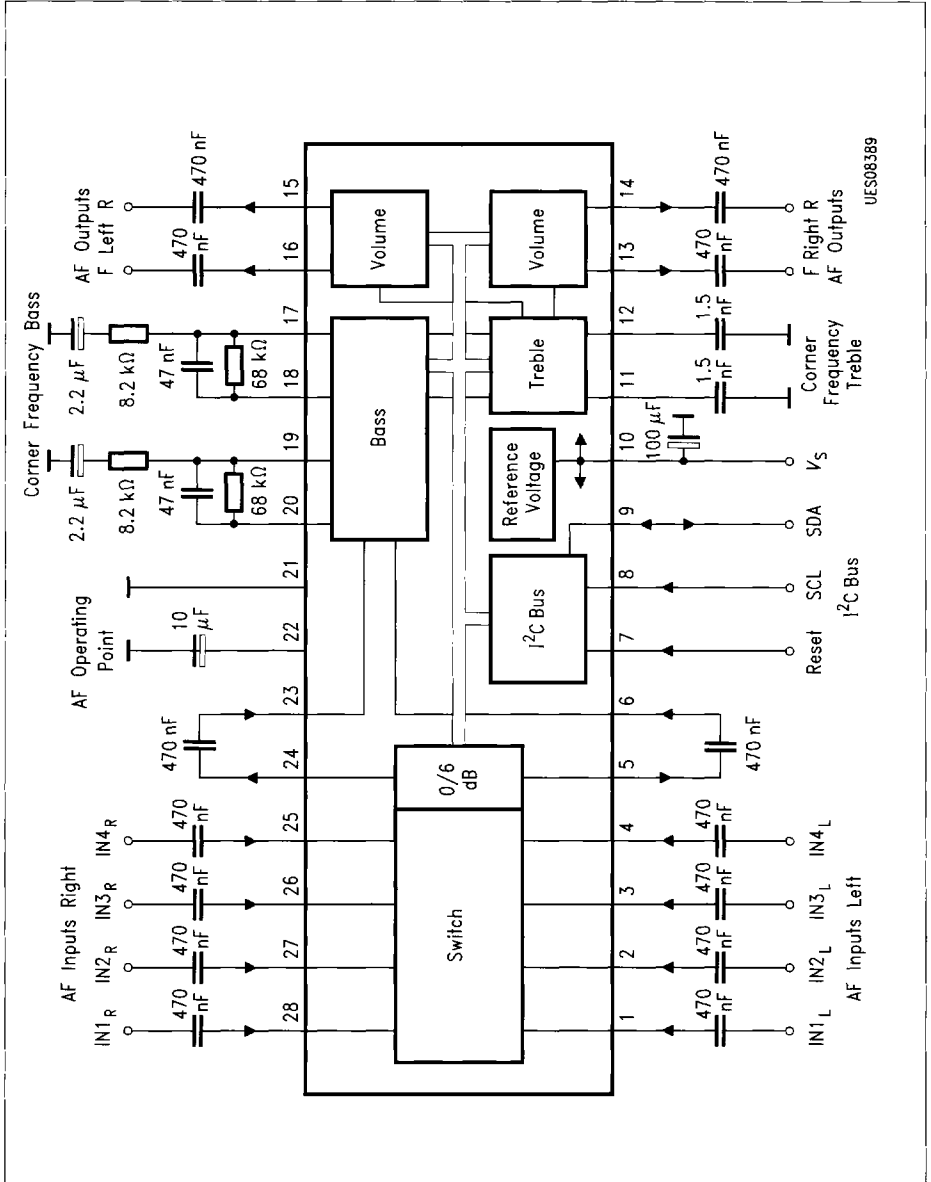 AF Inputs Right
IN1R
IN2R
IN3R
IN4R
470 nF
470 nF
470 nF
470 nF
470 nF
AF Operating Point
10 µF
Corner Frequency Bass
2.2 µF
8.2 kΩ
47 nF
68 kΩ
2.2 µF
8.2 kΩ
47 nF
68 kΩ
AF Outputs
F Left R
470 nF
470 nF
28
27
26
25
24
23
22
21
20
19
18
17
16
15
Switch
0/6 dB
Bass
Volume
I²C Bus
Reference Voltage
Treble
Volume
1
2
3
4
5
6
7
8
9
10
11
12
13
14
470 nF
470 nF
470 nF
470 nF
470 nF
100 µF
1.5 nF
1.5 nF
470 nF
470 nF
IN1L
IN2L
IN3L
IN4L
AF Inputs Left
Reset
SCL
SDA
I²C Bus
VS
Corner Frequency Treble
F Right R
AF Outputs
UES08389